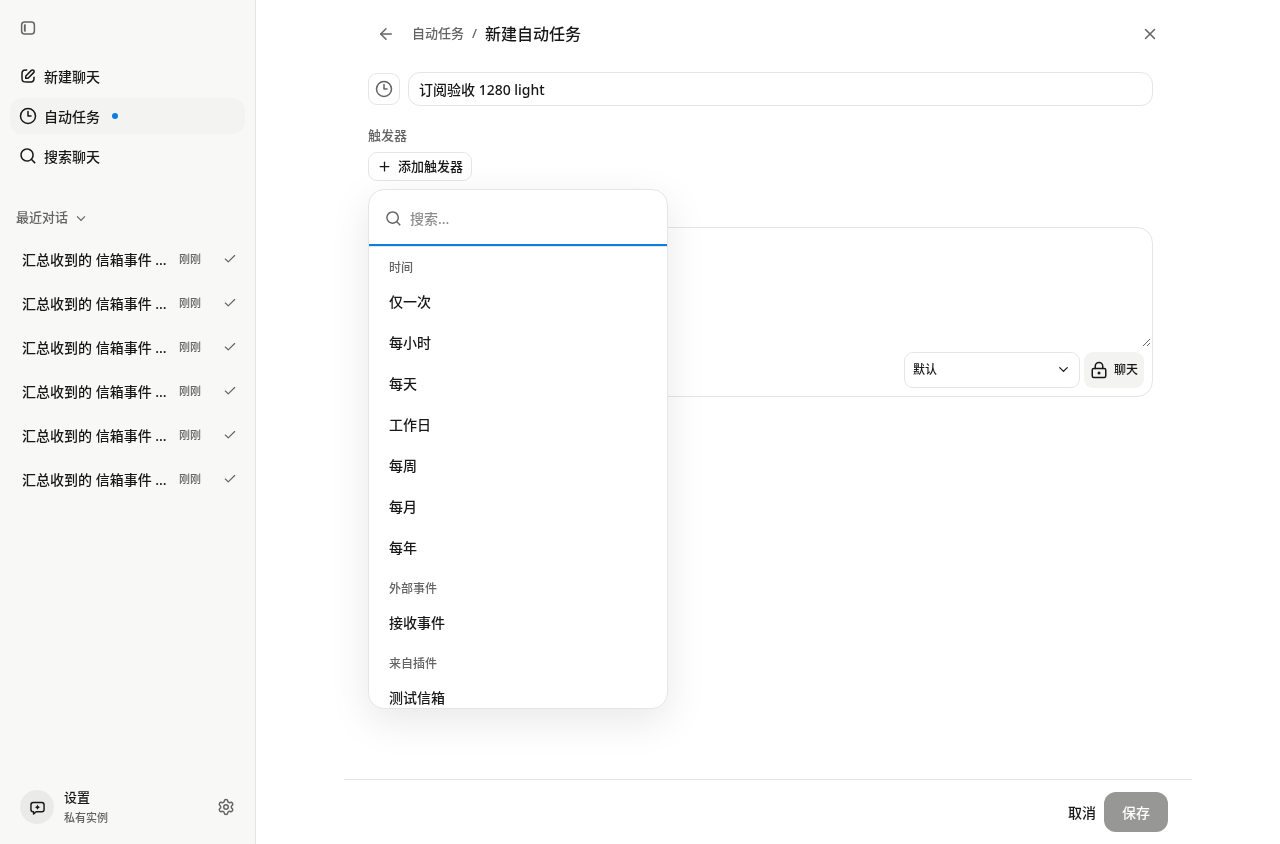 新建聊天
自动任务
搜索聊天
最近对话
汇总收到的 信箱事件 ... 刚刚
汇总收到的 信箱事件 ... 刚刚
汇总收到的 信箱事件 ... 刚刚
汇总收到的 信箱事件 ... 刚刚
汇总收到的 信箱事件 ... 刚刚
汇总收到的 信箱事件 ... 刚刚
设置
私有实例
自动任务 / 新建自动任务
订阅验收 1280 light
触发器
添加触发器
搜索...
时间
仅一次
每小时
每天
工作日
每周
每月
每年
外部事件
接收事件
来自插件
测试信箱
默认
聊天
取消
保存